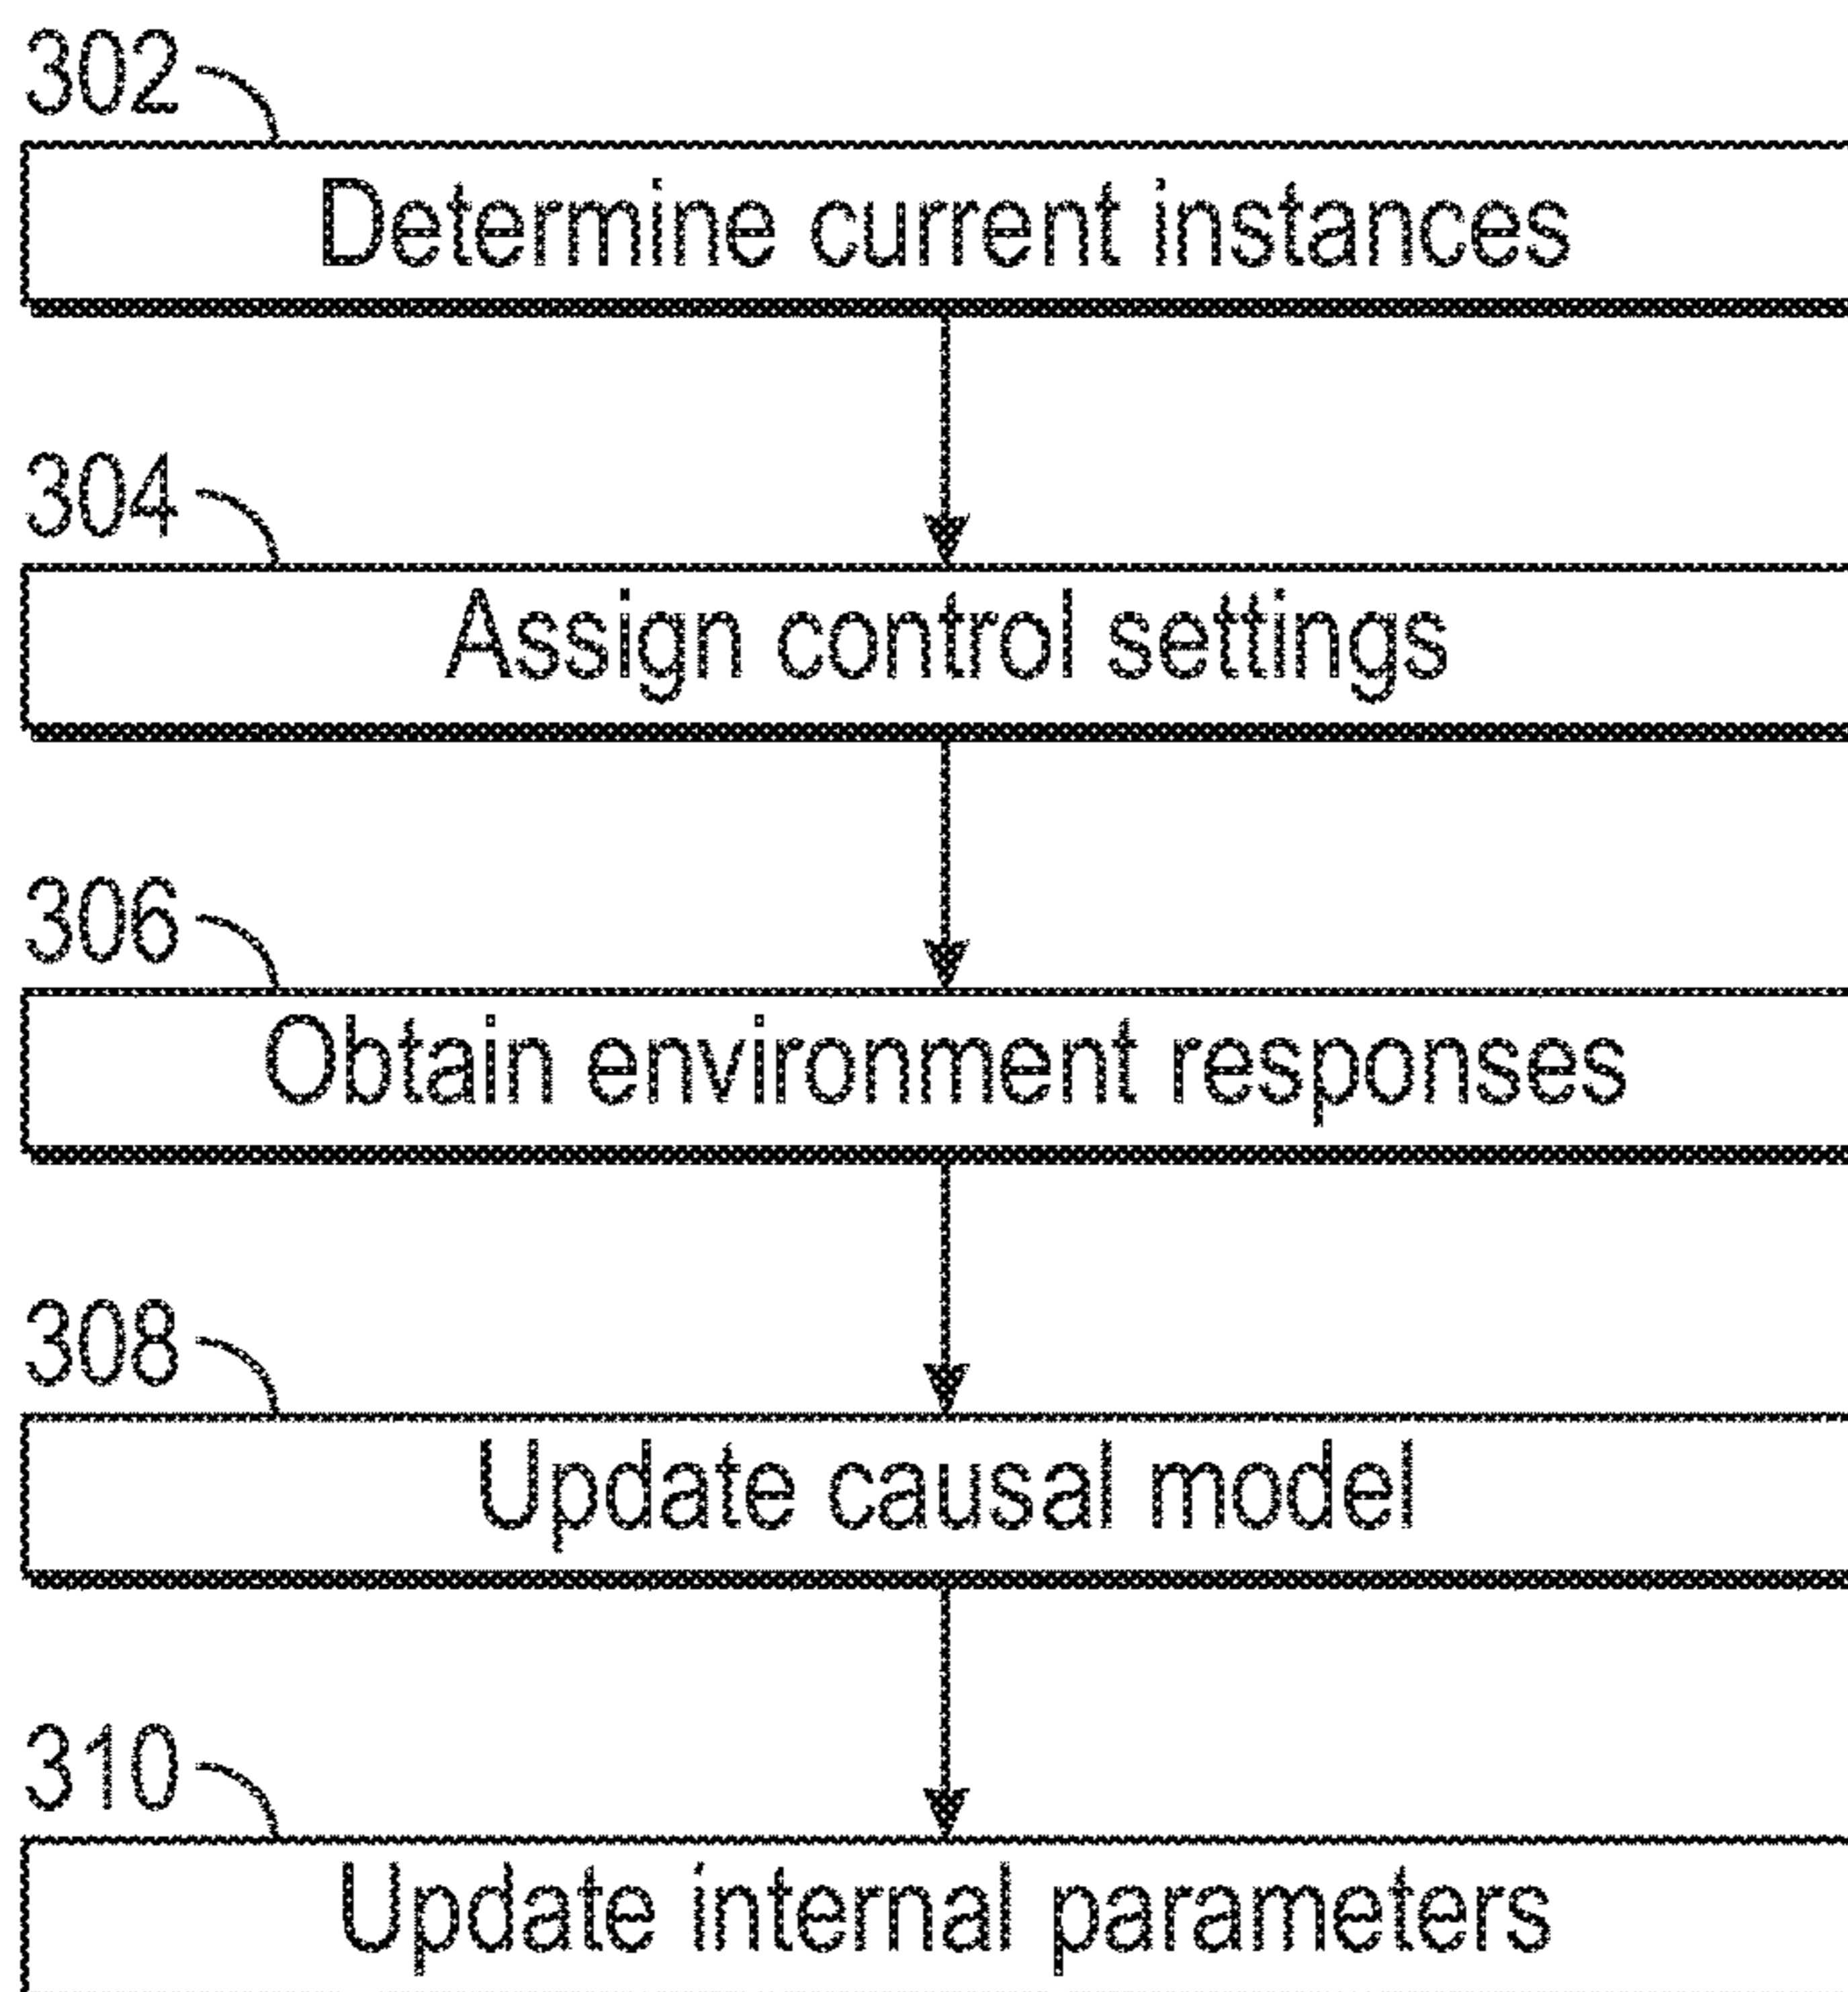 302
Determine current instances
304
Assign control settings
306
Obtain environment responses
308
Update causal model
310
Update internal parameters